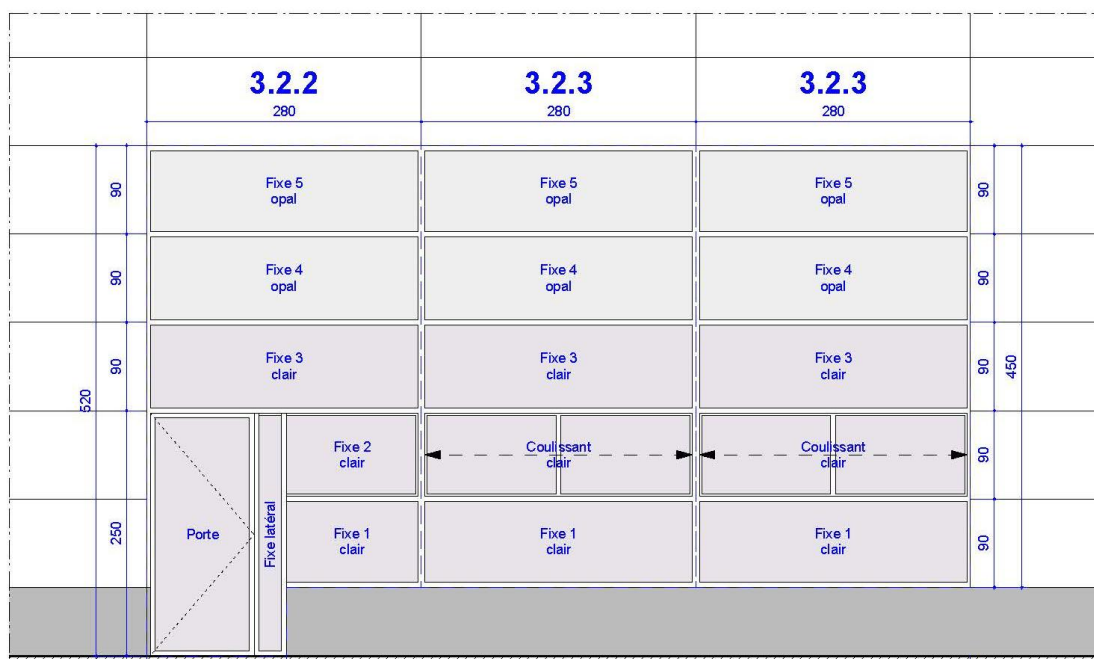 3.2.2 3.2.3 3.2.3
280 280 280
90 Fixe 5 Fixe 5 Fixe 5 90
opal opal opal
90 Fixe 4 Fixe 4 Fixe 4 90
opal opal opal
90 Fixe 3 Fixe 3 Fixe 3 90
clair clair clair
520 450
Fixe 2 Coulissant Coulissant 90
clair clair clair
250 Porte Fixe latéral Fixe 1 Fixe 1 Fixe 1 90
clair clair clair